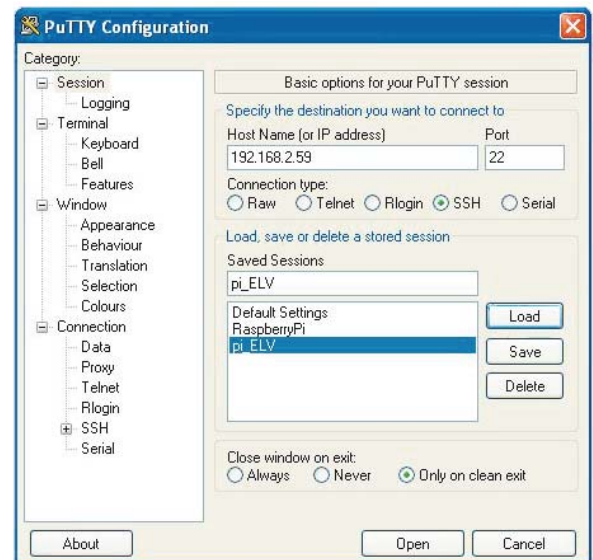 PuTTY Configuration
Category:
Session
Logging
Terminal
Keyboard
Bell
Features
Window
Appearance
Behaviour
Translation
Selection
Colours
Connection
Data
Proxy
Telnet
Rlogin
SSH
Serial
Basic options for your PuTTY session
Specify the destination you want to connect to
Host Name (or IP address) Port
192.168.2.59 22
Connection type:
Raw Telnet Rlogin SSH Serial
Load, save or delete a stored session
Saved Sessions
pi_ELV
Default Settings
RaspberryPi
pi_ELV
Load
Save
Delete
Close window on exit:
Always Never Only on clean exit
About Open Cancel